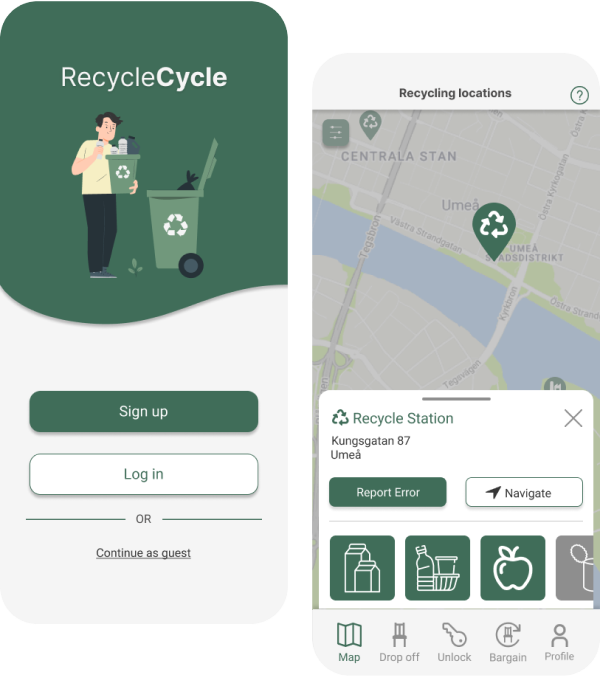 RecycleCycle
Sign up
Log in
OR
Continue as guest
Recycling locations
?
CENTRALA STAN
Umeå
UMEÅ
STADSDISTRIKT
Västra Strandgatan
Östra Kyrkogatan
Östra Strandgatan
Tegsbron
Kyrkbron
Tegsvägen
Recycle Station
Kungsgatan 87
Umeå
Report Error
Navigate
Map
Drop off
Unlock
Bargain
Profile